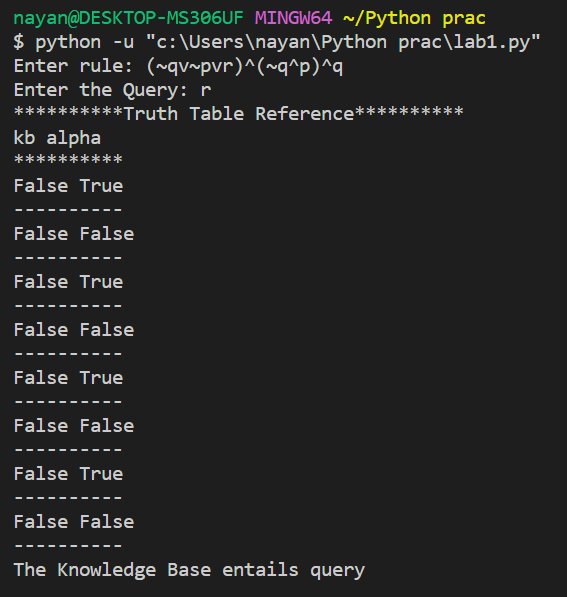 nayan@DESKTOP-MS306UF MINGW64 ~/Python prac
$ python -u "c:\Users\nayan\Python prac\lab1.py"
Enter rule: (~qv~pvr)^(~q^p)^q
Enter the Query: r
**********Truth Table Reference**********
kb alpha
**********
False True
----------
False False
----------
False True
----------
False False
----------
False True
----------
False False
----------
False True
----------
False False
----------
The Knowledge Base entails query